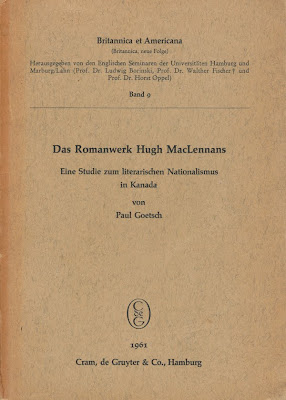 Britannica et Americana
(Britannica, neue Folge)
Herausgegeben von den Englischen Seminaren der Universitäten Hamburg und
Marburg/Lahn (Prof. Dr. Ludwig Borinski, Prof. Dr. Walther Fischer † und
Prof. Dr. Horst Oppel)
Band 9
Das Romanwerk Hugh MacLennans
Eine Studie zum literarischen Nationalismus
in Kanada
von
Paul Goetsch
1961
Cram, de Gruyter & Co., Hamburg